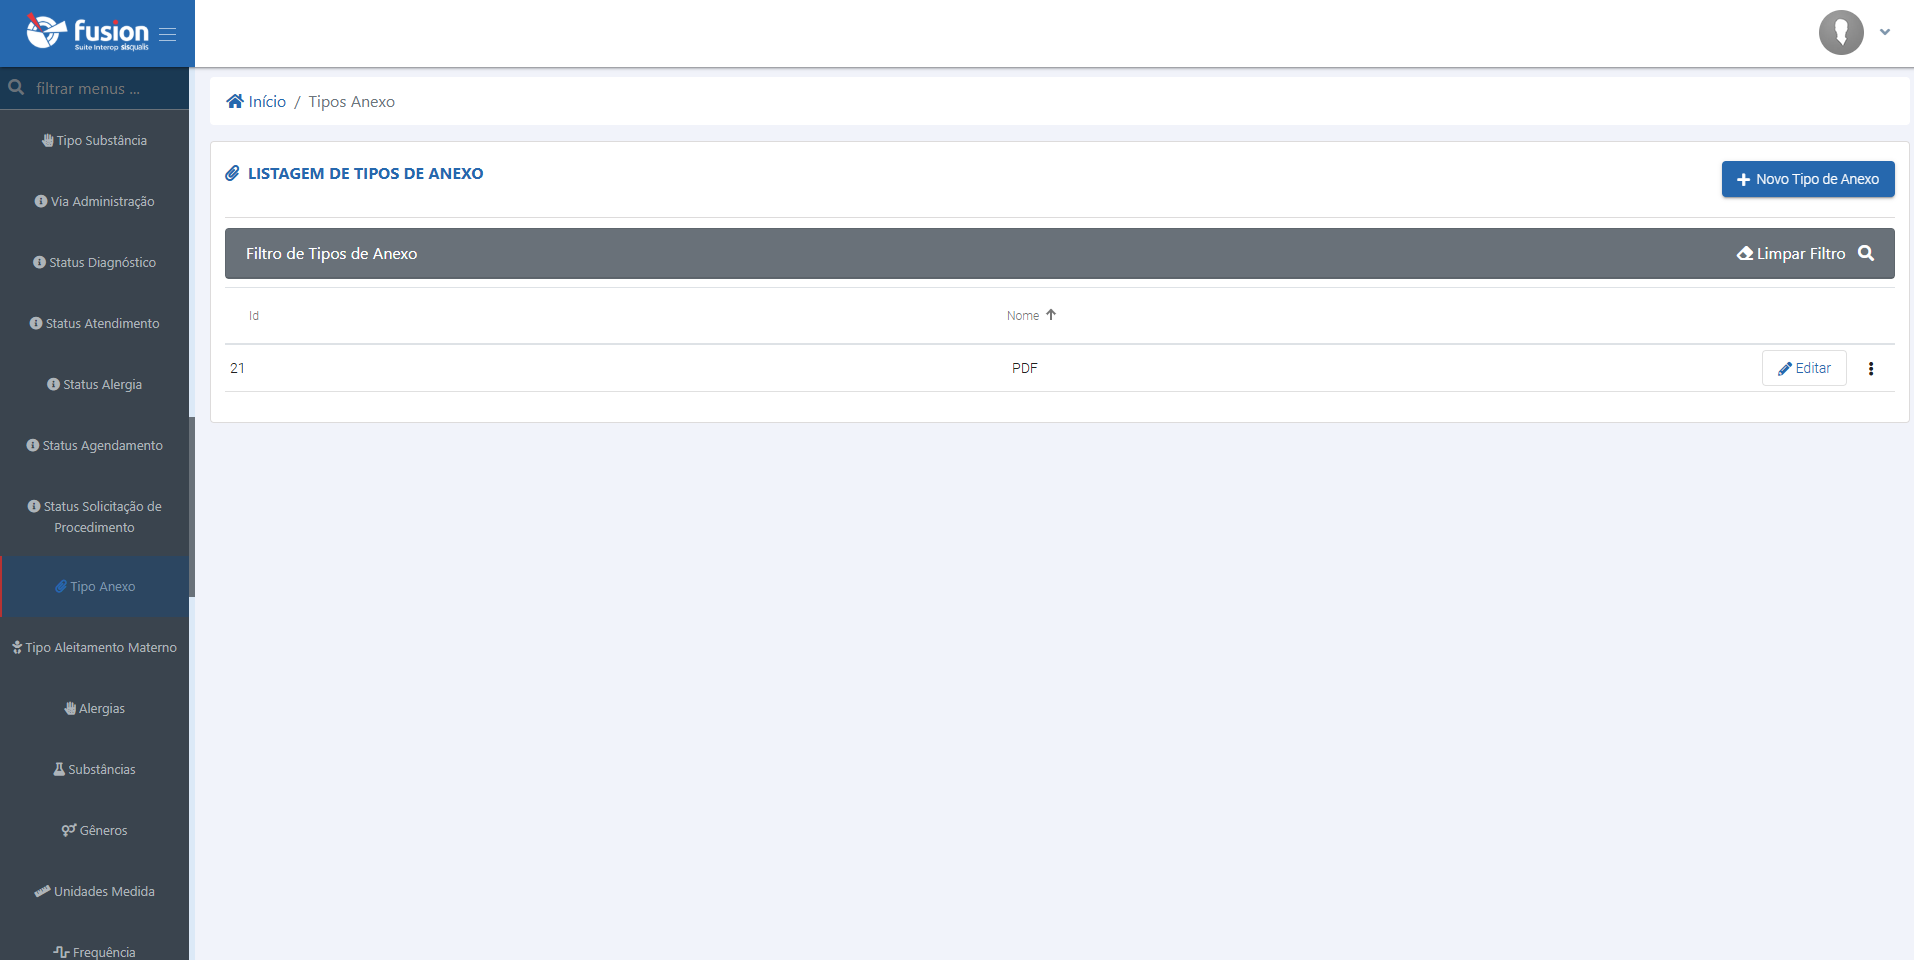 fusion
Suite Interop sisqualis
filtrar menus ...
Tipo Substância
Via Administração
Status Diagnóstico
Status Atendimento
Status Alergia
Status Agendamento
Status Solicitação de
Procedimento
Tipo Anexo
Tipo Aleitamento Materno
Alergias
Substâncias
Gêneros
Unidades Medida
Frequência
Início / Tipos Anexo
LISTAGEM DE TIPOS DE ANEXO
Novo Tipo de Anexo
Filtro de Tipos de Anexo
Limpar Filtro
Id Nome
21 PDF Editar